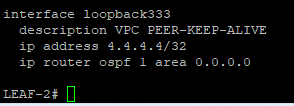 interface loopback333
description VPC PEER-KEEP-ALIVE
ip address 4.4.4.4/32
ip router ospf 1 area 0.0.0.0
LEAF-2#